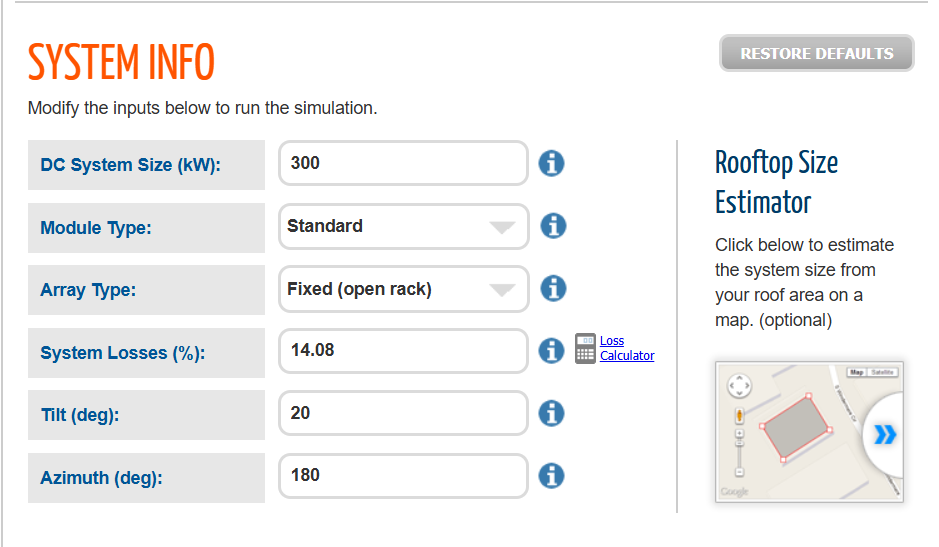 SYSTEM INFO
RESTORE DEFAULTS
Modify the inputs below to run the simulation.
DC System Size (kW):
300
Module Type:
Standard
Array Type:
Fixed (open rack)
System Losses (%):
14.08
Loss
Calculator
Tilt (deg):
20
Azimuth (deg):
180
Rooftop Size
Estimator
Click below to estimate
the system size from
your roof area on a
map. (optional)
Map Satellite
Google